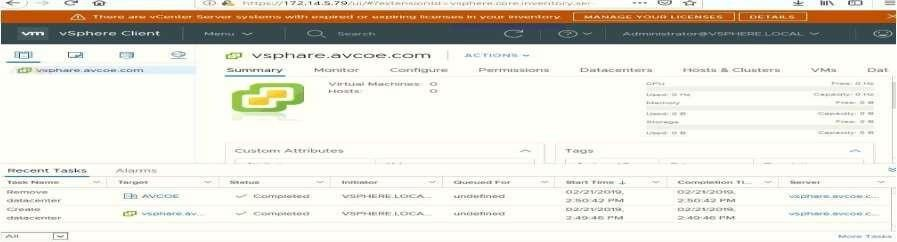 https://172.14.5.79/ui/#?extensionId=vsphere.core.inventory.ser
There are vCenter Server systems with expired or expiring licenses in your inventory. MANAGE YOUR LICENSES DETAILS
vm vSphere Client Menu Search Administrator@VSPHERE.LOCAL
vsphare.avcoe.com ACTIONS
vsphare.avcoe.com
Summary Monitor Configure Permissions Datacenters Hosts & Clusters VMs Dat
Virtual Machines: 0
Hosts: 0
CPU Free: 0 Hz
Used: 0 Hz Capacity: 0 Hz
Memory Free: 0 B
Used: 0 B Capacity: 0 B
Storage Free: 0 B
Used: 0 B Capacity: 0 B
Custom Attributes Tags
Recent Tasks Alarms
Task Name Target Status Initiator Queued For Start Time ↓ Completion Ti... Server
Remove datacenter AVCOE Completed VSPHERE.LOCA... undefined 02/21/2019, 2:50:42 PM 02/21/2019, 2:50:42 PM vsphare.avcoe.c...
Create datacenter vsphare.av... Completed VSPHERE.LOCA... undefined 02/21/2019, 2:49:46 PM 02/21/2019, 2:49:46 PM vsphare.avcoe.c...
All More Tasks